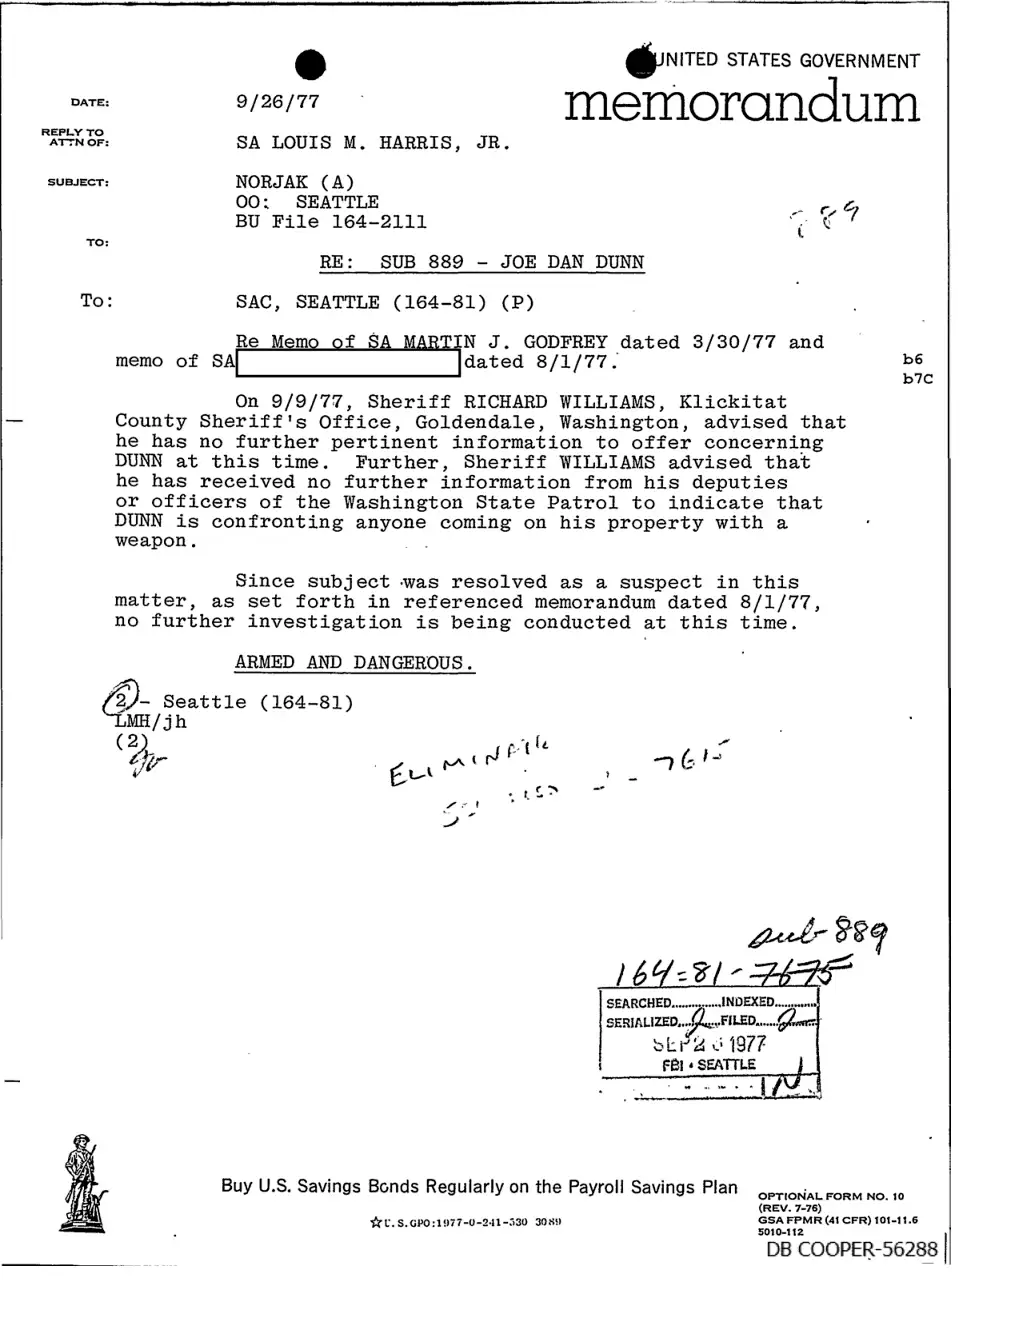 UNITED STATES GOVERNMENT
memorandum
DATE: 9/26/77
REPLY TO
ATTN OF: SA LOUIS M. HARRIS, JR.
SUBJECT: NORJAK (A)
OO: SEATTLE
BU File 164-2111
889
TO:
RE: SUB 889 - JOE DAN DUNN
To: SAC, SEATTLE (164-81) (P)
Re Memo of SA MARTIN J. GODFREY dated 3/30/77 and
memo of SA dated 8/1/77.
b6
b7C
On 9/9/77, Sheriff RICHARD WILLIAMS, Klickitat
County Sheriff's Office, Goldendale, Washington, advised that
he has no further pertinent information to offer concerning
DUNN at this time. Further, Sheriff WILLIAMS advised that
he has received no further information from his deputies
or officers of the Washington State Patrol to indicate that
DUNN is confronting anyone coming on his property with a
weapon.
Since subject was resolved as a suspect in this
matter, as set forth in referenced memorandum dated 8/1/77,
no further investigation is being conducted at this time.
ARMED AND DANGEROUS.
2 - Seattle (164-81)
LMH/jh
(2)
- 7615
sub 889
164-81-7675
SEARCHED..............INDEXED............
SERIALIZED.........FILED............
1977
FBI • SEATTLE
Buy U.S. Savings Bonds Regularly on the Payroll Savings Plan
☆U.S.GPO:1977-0-241-530 3089
OPTIONAL FORM NO. 10
(REV. 7-76)
GSA FPMR (41 CFR) 101-11.6
5010-112
DB COOPER-56288